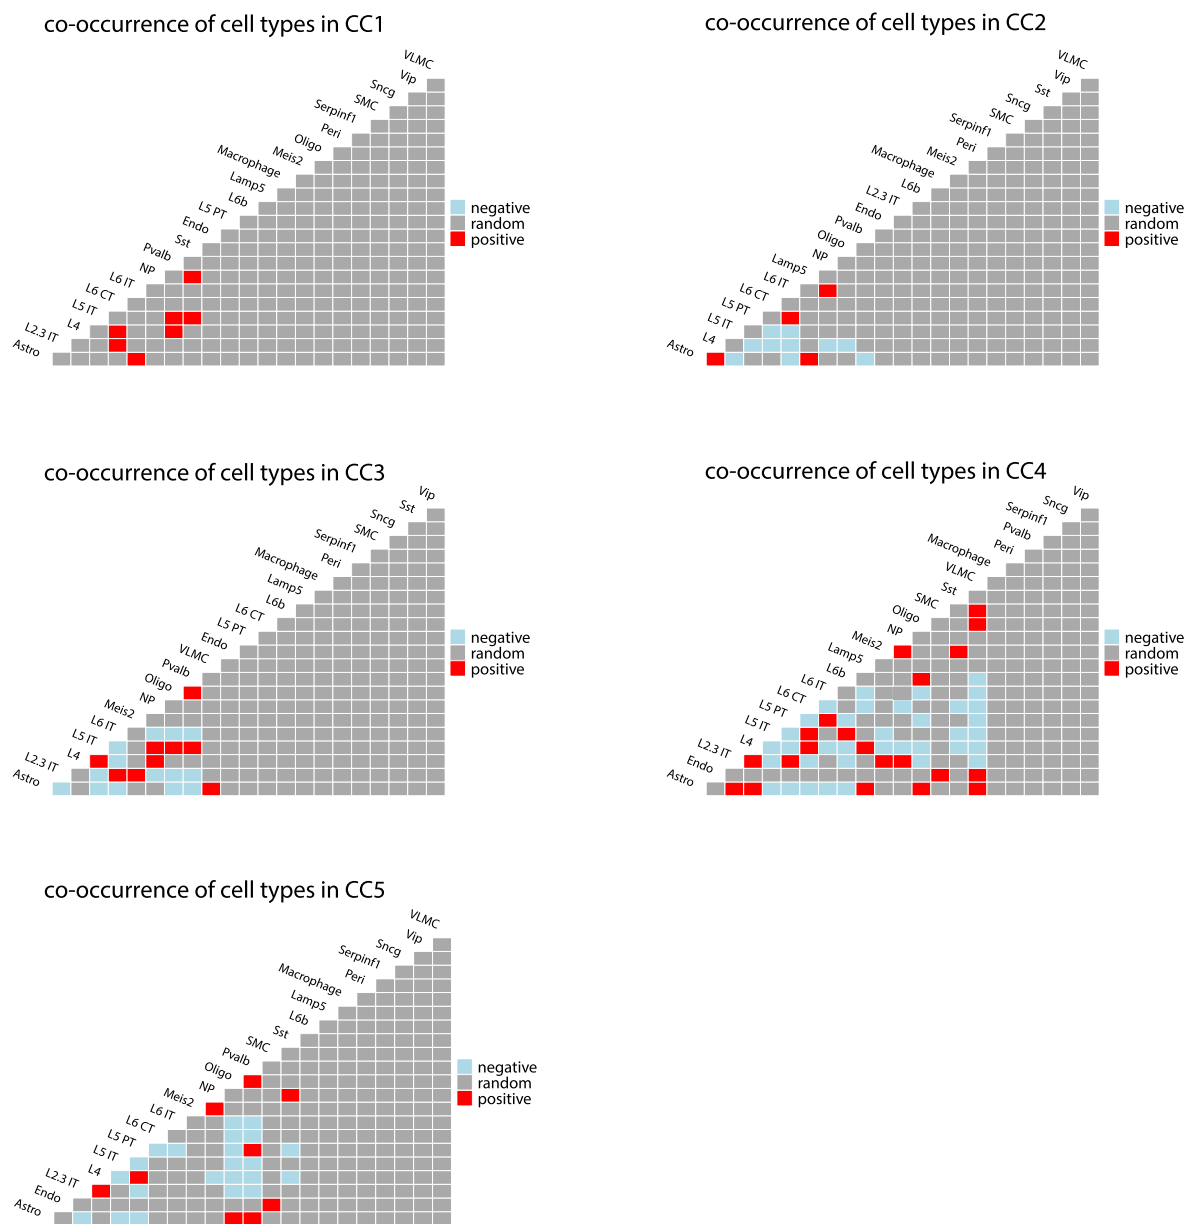 co-occurrence of cell types in CC1
VLMC
Vip
Sncg
SMC
Serpinf1
Peri
Oligo
Meis2
Macrophage
Lamp5
L6b
L5 PT
Endo
Sst
Pvalb
NP
L6 IT
L6 CT
L5 IT
L4
L2.3 IT
Astro
negative
random
positive
co-occurrence of cell types in CC2
VLMC
Vip
Sst
Sncg
SMC
Serpinf1
Peri
Meis2
Macrophage
L6b
L2.3 IT
Endo
Pvalb
Oligo
NP
Lamp5
L6 IT
L6 CT
L5 PT
L5 IT
L4
Astro
negative
random
positive
co-occurrence of cell types in CC3
Vip
Sst
Sncg
SMC
Serpinf1
Peri
Macrophage
Lamp5
L6b
L6 CT
L5 PT
Endo
VLMC
Pvalb
Oligo
NP
Meis2
L6 IT
L5 IT
L4
L2.3 IT
Astro
negative
random
positive
co-occurrence of cell types in CC4
Vip
Sncg
Serpinf1
Pvalb
Peri
Macrophage
VLMC
Sst
SMC
Oligo
NP
Meis2
Lamp5
L6b
L6 IT
L6 CT
L5 PT
L5 IT
L4
L2.3 IT
Endo
Astro
negative
random
positive
co-occurrence of cell types in CC5
VLMC
Vip
Sncg
Serpinf1
Peri
Macrophage
Lamp5
L6b
Sst
SMC
Pvalb
Oligo
NP
Meis2
L6 IT
L6 CT
L5 PT
L5 IT
L4
L2.3 IT
Endo
Astro
negative
random
positive